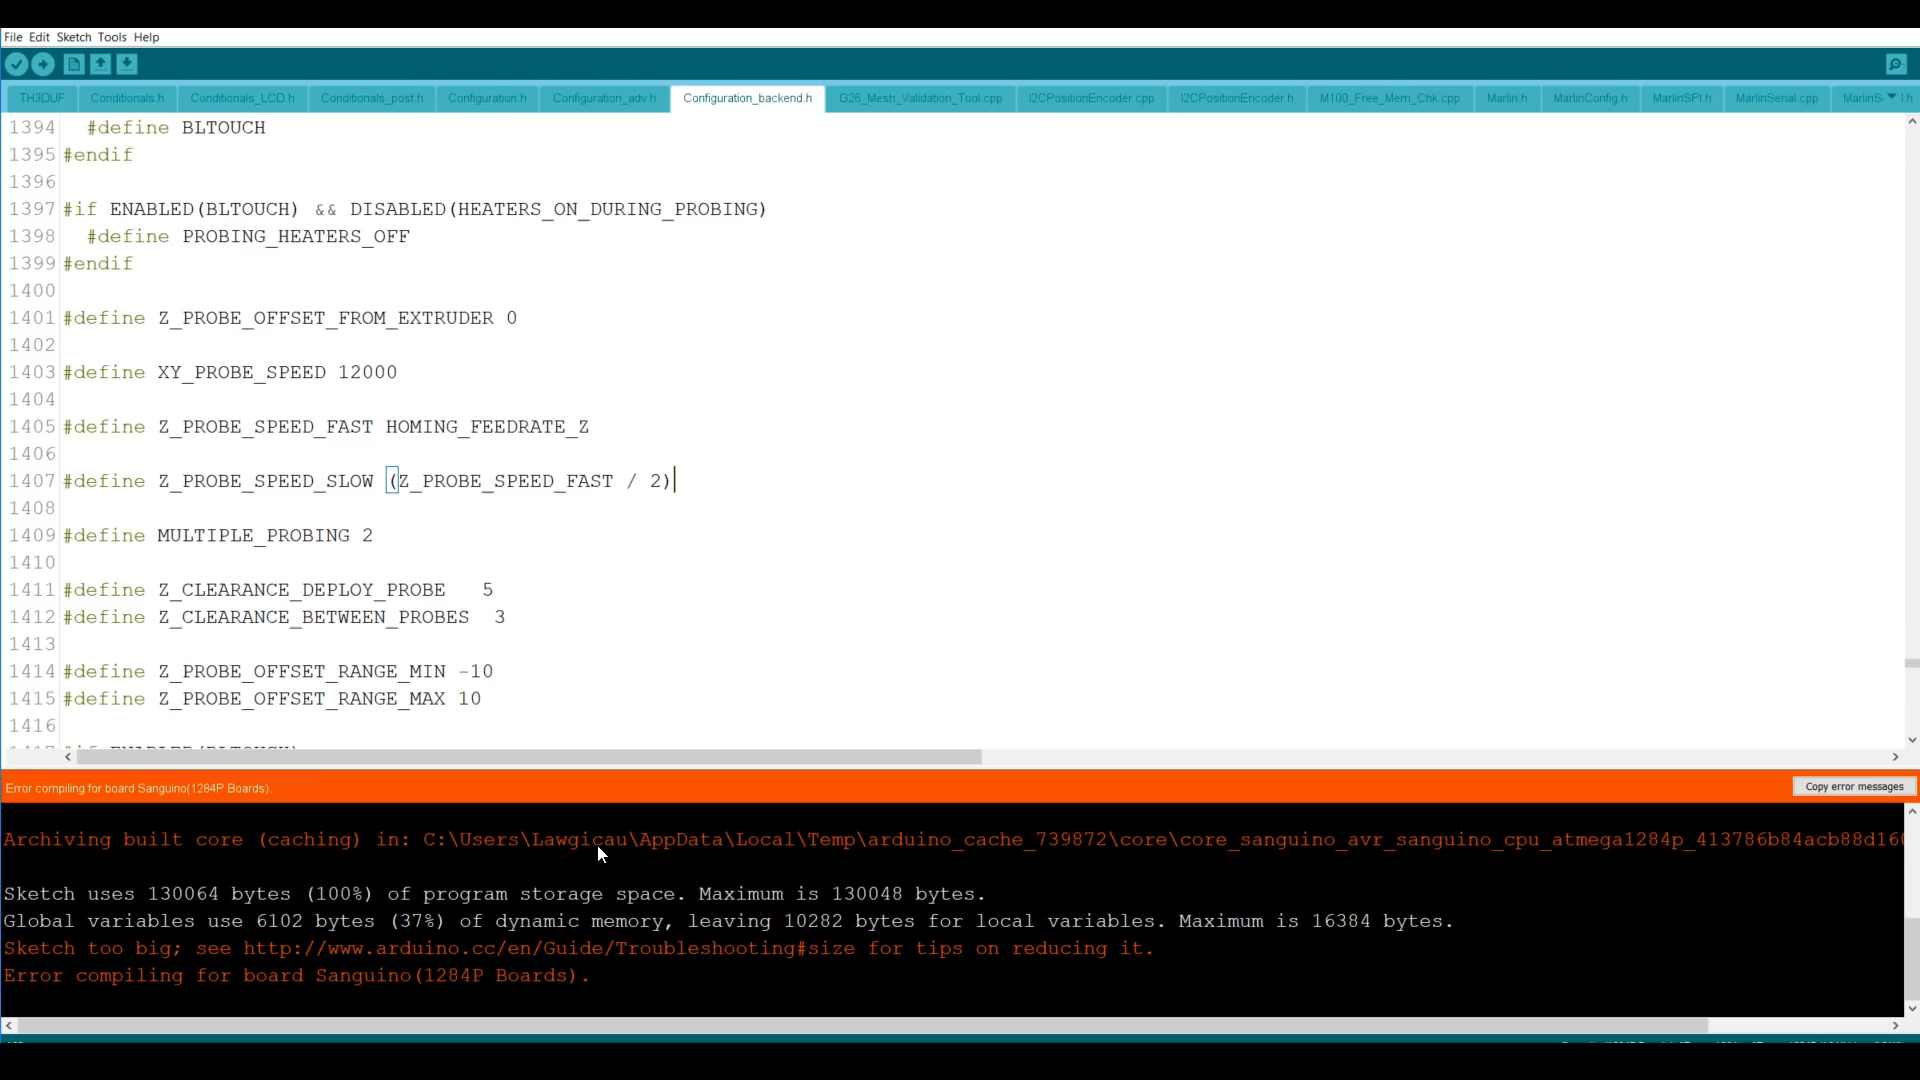 File Edit Sketch Tools Help
TH3DUF Conditionals.h Conditionals_LCD.h Conditionals_post.h Configuration.h Configuration_adv.h Configuration_backend.h G26_Mesh_Validation_Tool.cpp I2CPositionEncoder.cpp I2CPositionEncoder.h M100_Free_Mem_Chk.cpp Marlin.h MarlinConfig.h MarlinSPI.h MarlinSerial.cpp MarlinS l.h
1394 #define BLTOUCH
1395 #endif
1396
1397 #if ENABLED(BLTOUCH) && DISABLED(HEATERS_ON_DURING_PROBING)
1398 #define PROBING_HEATERS_OFF
1399 #endif
1400
1401 #define Z_PROBE_OFFSET_FROM_EXTRUDER 0
1402
1403 #define XY_PROBE_SPEED 12000
1404
1405 #define Z_PROBE_SPEED_FAST HOMING_FEEDRATE_Z
1406
1407 #define Z_PROBE_SPEED_SLOW (Z_PROBE_SPEED_FAST / 2)
1408
1409 #define MULTIPLE_PROBING 2
1410
1411 #define Z_CLEARANCE_DEPLOY_PROBE 5
1412 #define Z_CLEARANCE_BETWEEN_PROBES 3
1413
1414 #define Z_PROBE_OFFSET_RANGE_MIN -10
1415 #define Z_PROBE_OFFSET_RANGE_MAX 10
1416
1417 #if ENABLED(BLTOUCH)
Error compiling for board Sanguino(1284P Boards).
Copy error messages
Archiving built core (caching) in: C:\Users\Lawgicau\AppData\Local\Temp\arduino_cache_739872\core\core_sanguino_avr_sanguino_cpu_atmega1284p_413786b84acb88d160
Sketch uses 130064 bytes (100%) of program storage space. Maximum is 130048 bytes.
Global variables use 6102 bytes (37%) of dynamic memory, leaving 10282 bytes for local variables. Maximum is 16384 bytes.
Sketch too big; see http://www.arduino.cc/en/Guide/Troubleshooting#size for tips on reducing it.
Error compiling for board Sanguino(1284P Boards).